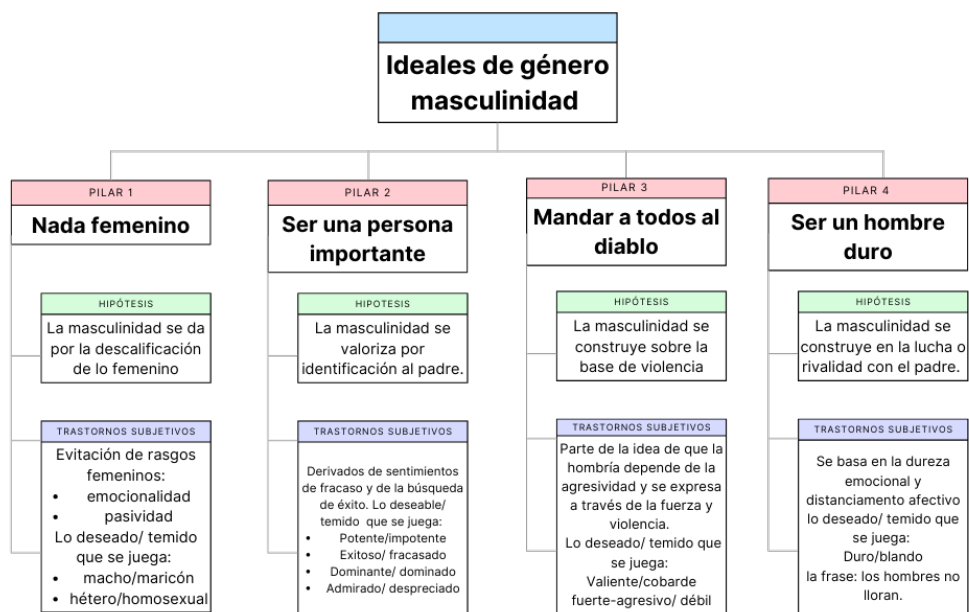 Ideales de género
masculinidad
PILAR 1
Nada femenino
HIPÓTESIS
La masculinidad se da
por la descalificación
de lo femenino
TRASTORNOS SUBJETIVOS
Evitación de rasgos
femeninos:
• emocionalidad
• pasividad
Lo deseado/ temido
que se juega:
• macho/maricón
• hétero/homosexual
PILAR 2
Ser una persona
importante
HIPOTESIS
La masculinidad se
valoriza por
identificación al padre.
TRASTORNOS SUBJETIVOS
Derivados de sentimientos
de fracaso y de la búsqueda
de éxito. Lo deseable/
temido que se juega:
• Potente/impotente
• Exitoso/ fracasado
• Dominante/ dominado
• Admirado/ despreciado
PILAR 3
Mandar a todos al
diablo
HIPÓTESIS
La masculinidad se
construye sobre la
base de violencia
TRASTORNOS SUBJETIVOS
Parte de la idea de que la
hombría depende de la
agresividad y se expresa
a través de la fuerza y
violencia.
Lo deseado/ temido que
se juega:
Valiente/cobarde
fuerte-agresivo/ débil
PILAR 4
Ser un hombre
duro
HIPÓTESIS
La masculinidad se
construye en la lucha o
rivalidad con el padre.
TRASTORNOS SUBJETIVOS
Se basa en la dureza
emocional y
distanciamiento afectivo
lo deseado/ temido que
se juega:
Duro/blando
la frase: los hombres no
lloran.